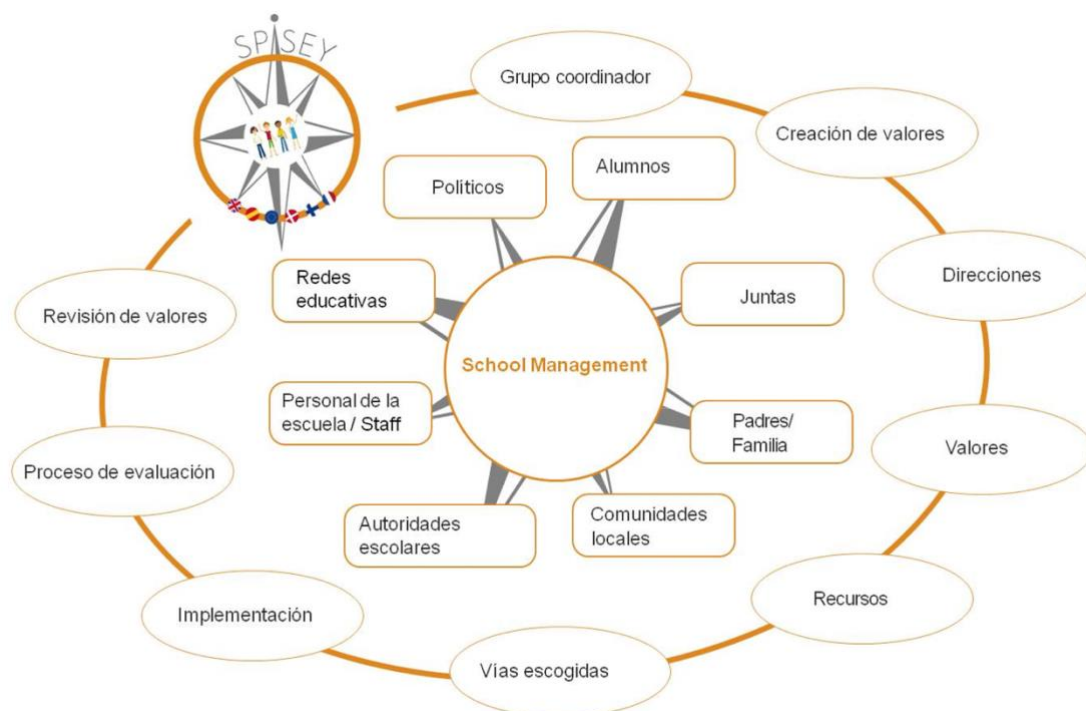 SPISEY
Grupo coordinador
Creación de valores
Direcciones
Valores
Recursos
Vías escogidas
Implementación
Proceso de evaluación
Revisión de valores
Políticos
Alumnos
Juntas
Padres/
Familia
Comunidades
locales
Autoridades
escolares
Personal de la
escuela / Staff
Redes
educativas
School Management